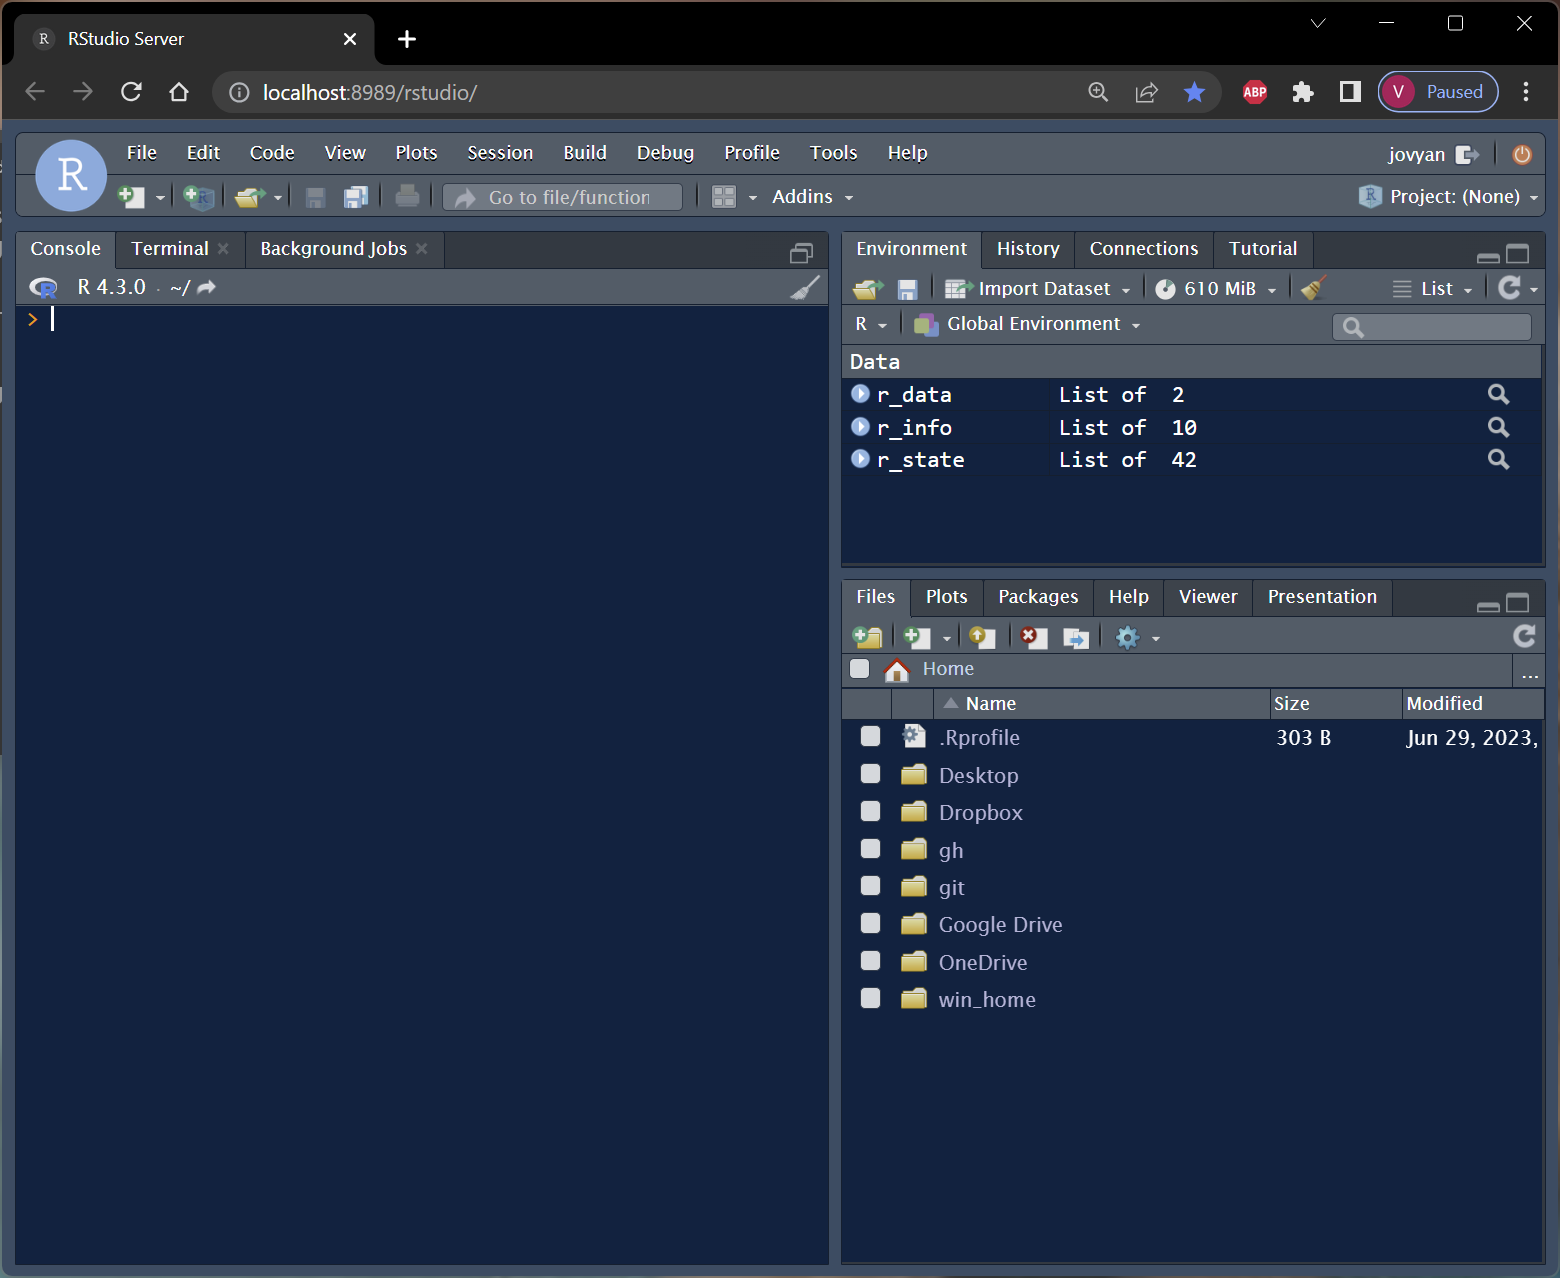 R RStudio Server
localhost:8989/rstudio/
ABP
V Paused
R
File Edit Code View Plots Session Build Debug Profile Tools Help
jovyan
Go to file/function
Addins
Project: (None)
Console Terminal Background Jobs
R 4.3.0 · ~/
>
Environment History Connections Tutorial
Import Dataset 610 MiB List
R Global Environment
Data
r_data List of 2
r_info List of 10
r_state List of 42
Files Plots Packages Help Viewer Presentation
Home ...
Name Size Modified
.Rprofile 303 B Jun 29, 2023,
Desktop
Dropbox
gh
git
Google Drive
OneDrive
win_home